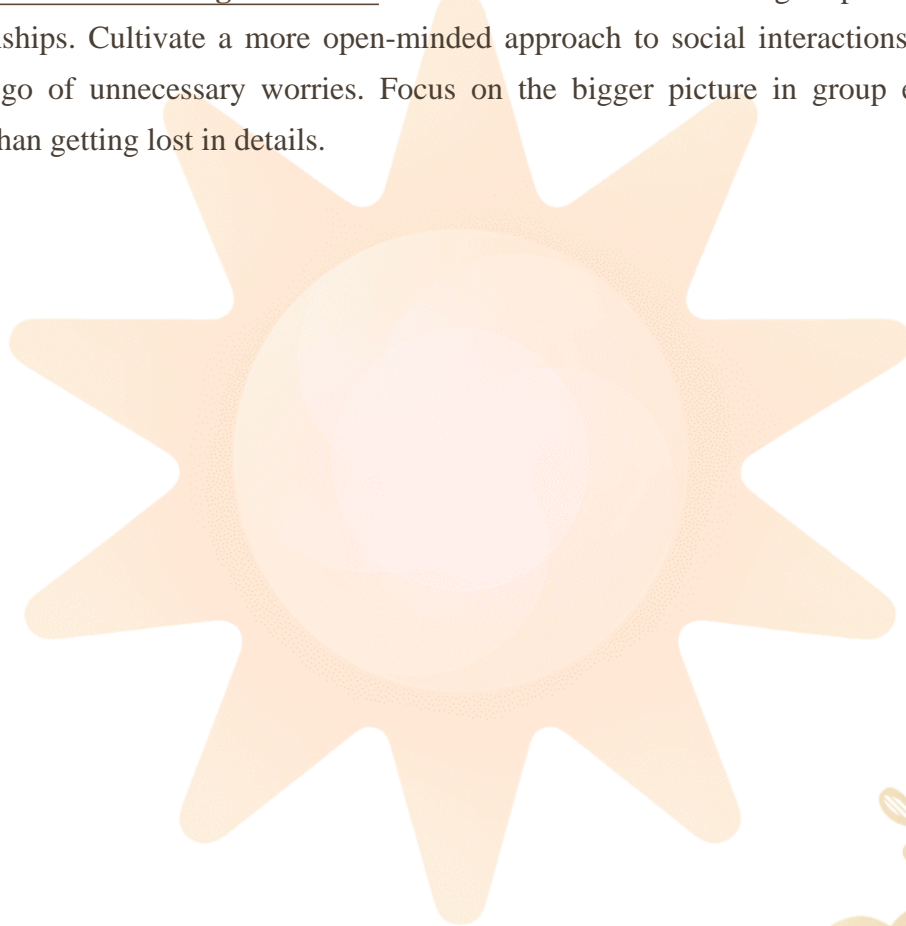 ships. Cultivate a more open-minded approach to social interactions
go of unnecessary worries. Focus on the bigger picture in group
han getting lost in details.